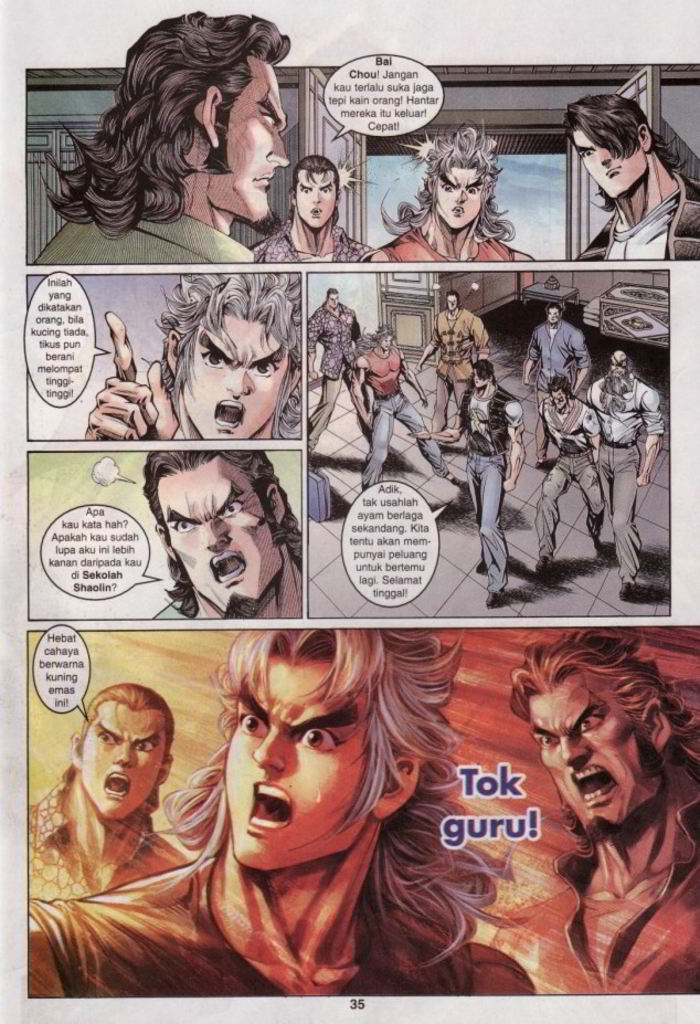 Bai
Chou! Jangan
kau terlalu suka jaga
tepi kain orang! Hantar
mereka itu keluar!
Cepat!
Inilah
yang
dikatakan
orang, bila
kucing tiada,
tikus pun
berani
melompat
tinggi-
tinggi!
Apa
kau kata hah?
Apakah kau sudah
lupa aku ini lebih
kanan daripada kau
di Sekolah
Shaolin?
Adik,
tak usahlah
ayam berlaga
sekandang. Kita
tentu akan mem-
punyai peluang
untuk bertemu
lagi. Selamat
tinggal!
Hebat
cahaya
berwarna
kuning
emas
ini!
Tok
guru!
35